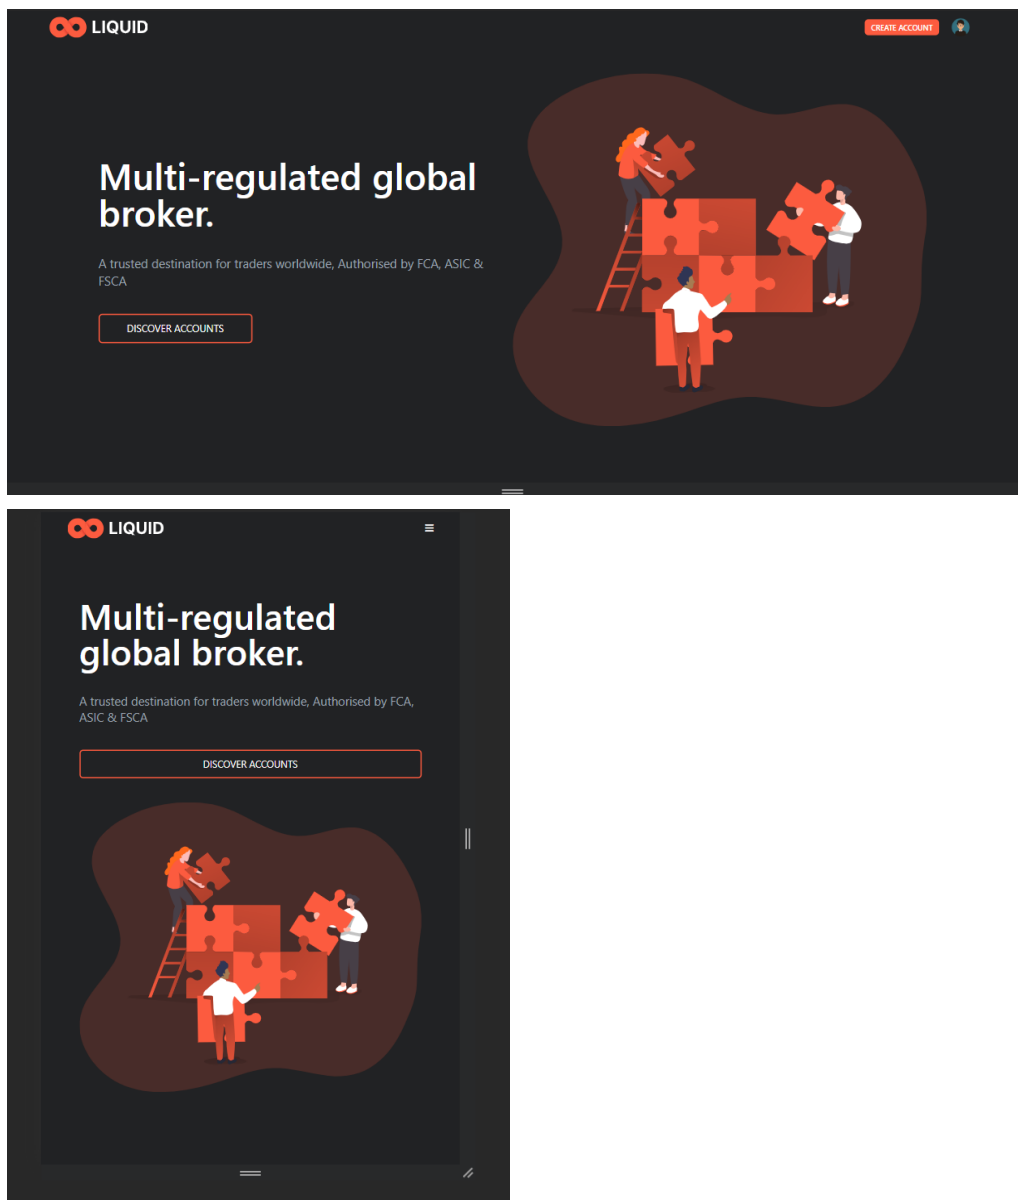 LIQUID
CREATE ACCOUNT
Multi-regulated global
broker.
A trusted destination for traders worldwide, Authorised by FCA, ASIC &
FSCA
DISCOVER ACCOUNTS
LIQUID
Multi-regulated
global broker.
A trusted destination for traders worldwide, Authorised by FCA,
ASIC & FSCA
DISCOVER ACCOUNTS